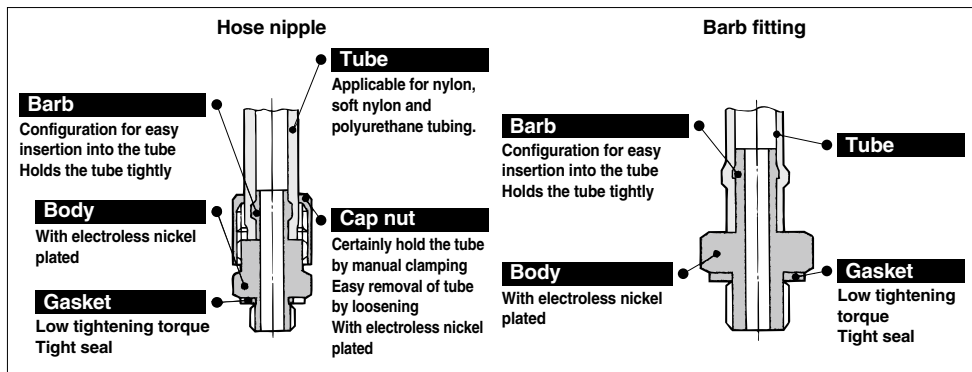 Hose nipple
Tube
Applicable for nylon,
soft nylon and
polyurethane tubing.
Barb
Configuration for easy
insertion into the tube
Holds the tube tightly
Body
With electroless nickel
plated
Gasket
Low tightening torque
Tight seal
Cap nut
Certainly hold the tube
by manual clamping
Easy removal of tube
by loosening
With electroless nickel
plated
Barb fitting
Barb
Configuration for easy
insertion into the tube
Holds the tube tightly
Tube
Body
With electroless nickel
plated
Gasket
Low tightening
torque
Tight seal